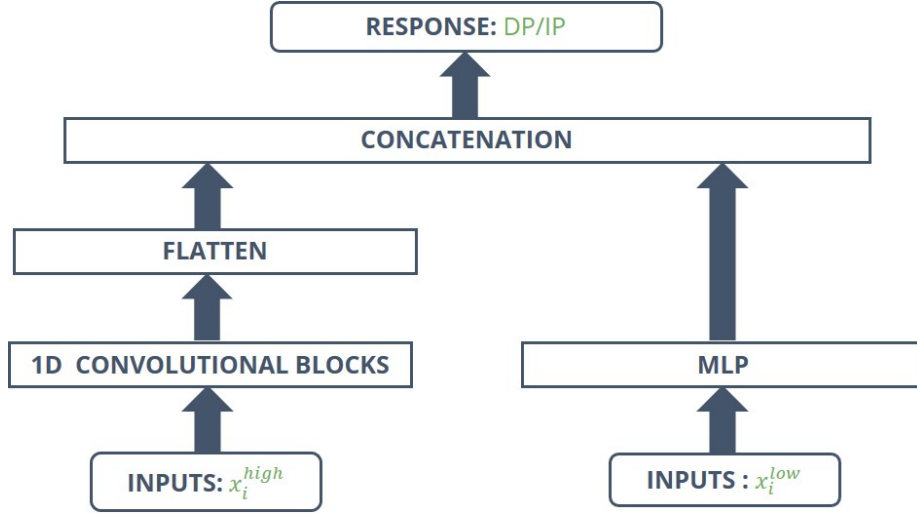 RESPONSE: DP/IP
CONCATENATION
FLATTEN
1D CONVOLUTIONAL BLOCKS
MLP
INPUTS: x_i^{high}
INPUTS : x_i^{low}